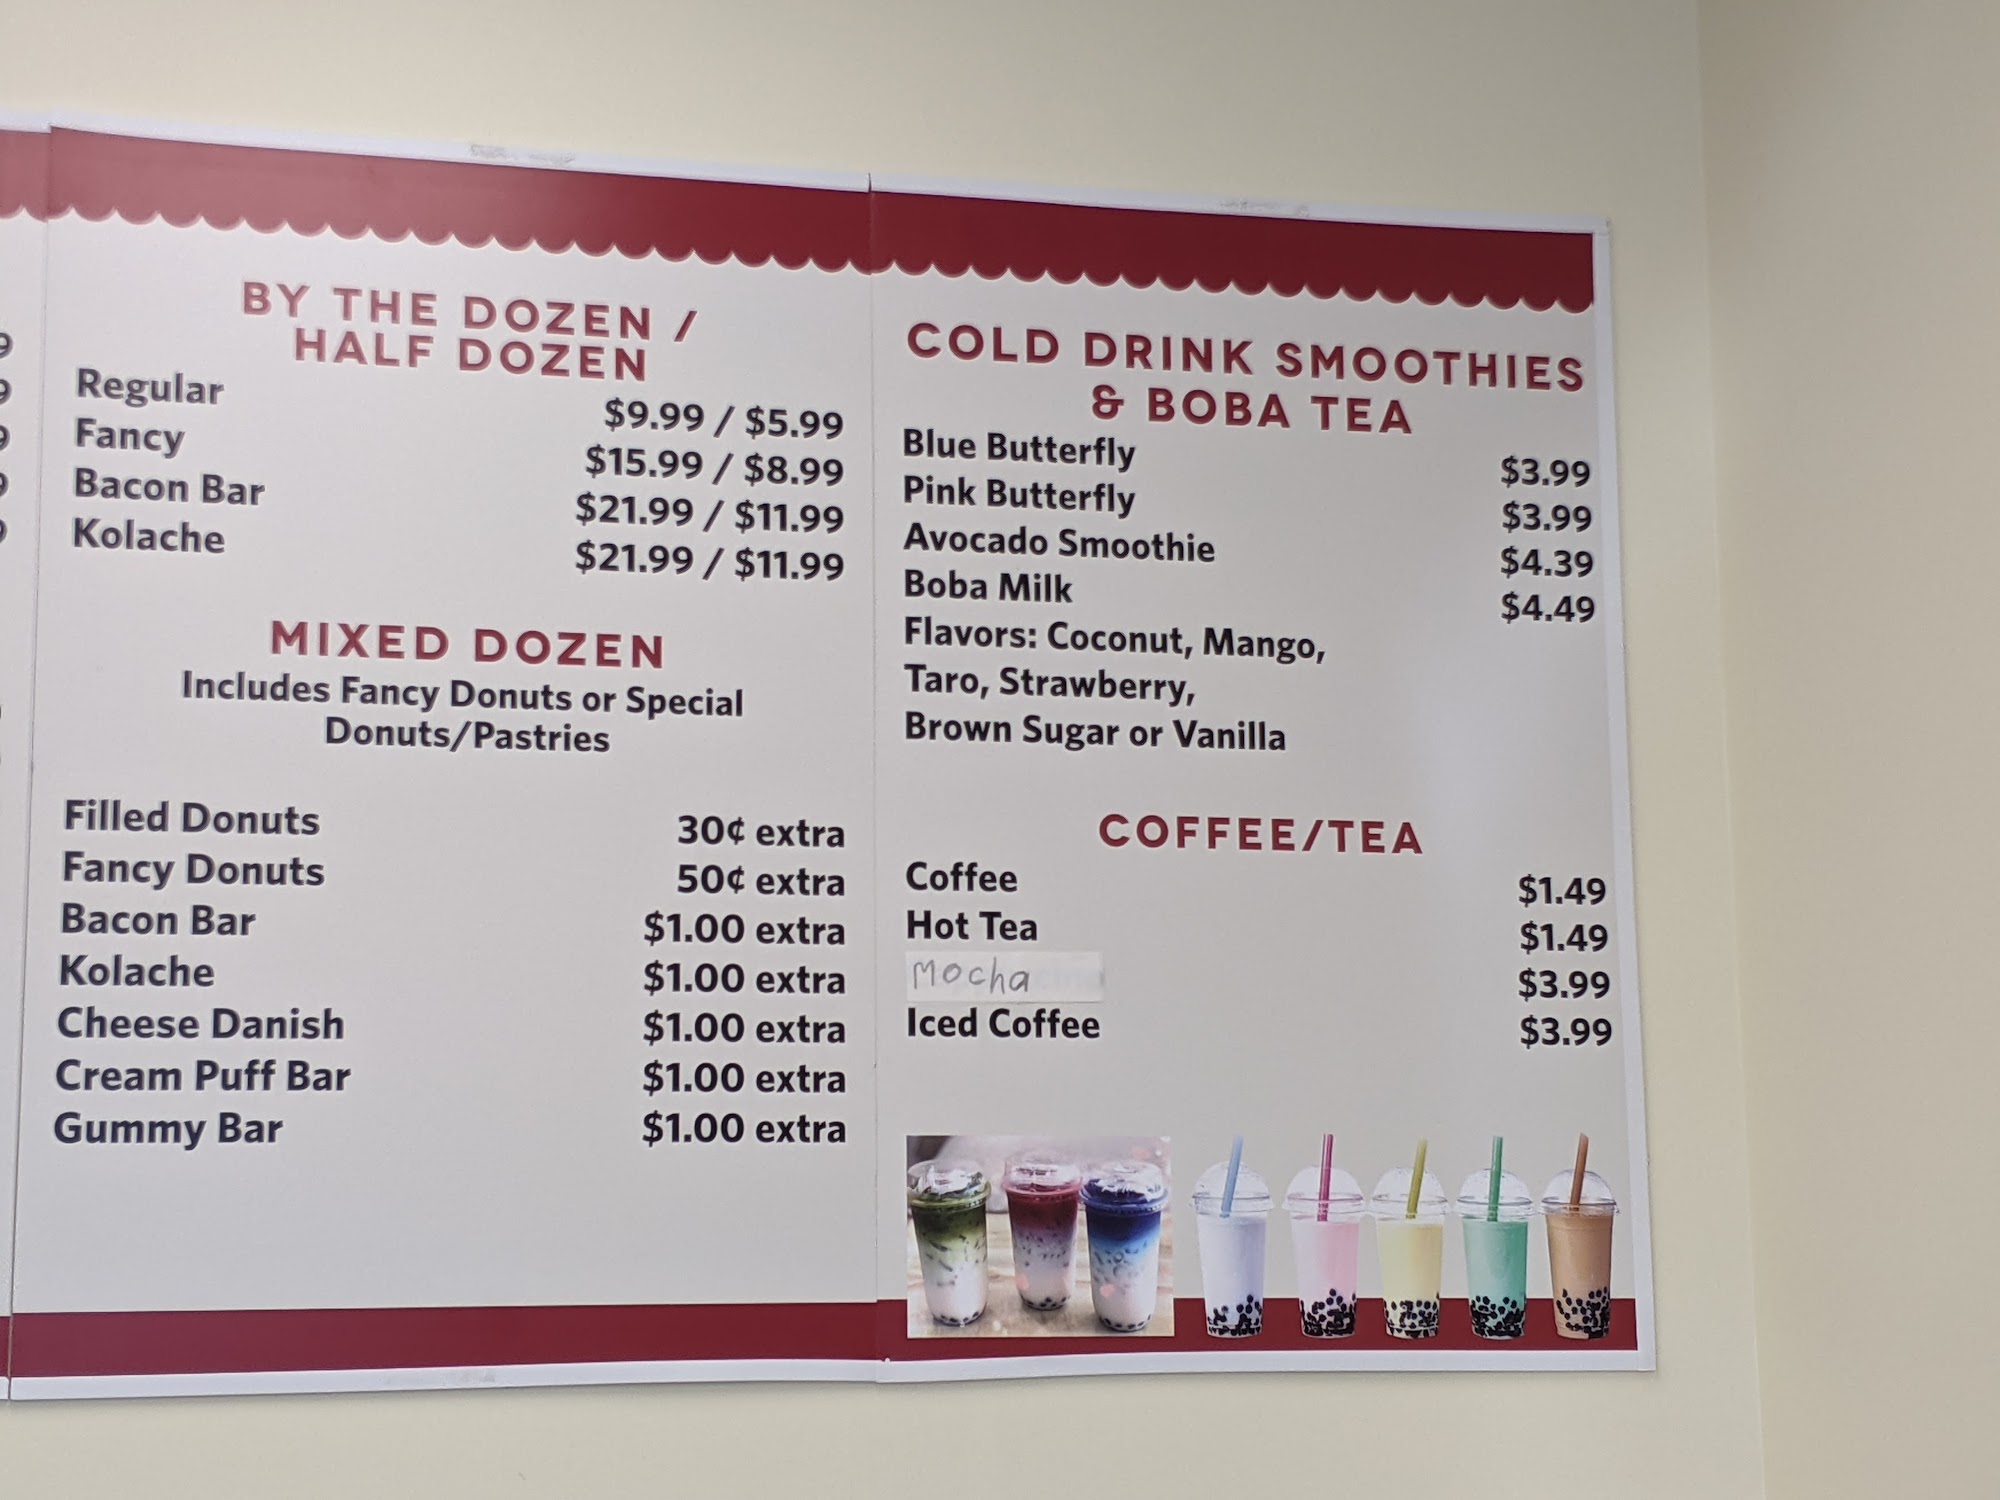 BY THE DOZEN /
HALF DOZEN
Regular $9.99 / $5.99
Fancy $15.99 / $8.99
Bacon Bar $21.99 / $11.99
Kolache $21.99 / $11.99
MIXED DOZEN
Includes Fancy Donuts or Special
Donuts/Pastries
Filled Donuts 30¢ extra
Fancy Donuts 50¢ extra
Bacon Bar $1.00 extra
Kolache $1.00 extra
Cheese Danish $1.00 extra
Cream Puff Bar $1.00 extra
Gummy Bar $1.00 extra
COLD DRINK SMOOTHIES
& BOBA TEA
Blue Butterfly $3.99
Pink Butterfly $3.99
Avocado Smoothie $4.39
Boba Milk $4.49
Flavors: Coconut, Mango,
Taro, Strawberry,
Brown Sugar or Vanilla
COFFEE/TEA
Coffee $1.49
Hot Tea $1.49
Mocha $3.99
Iced Coffee $3.99